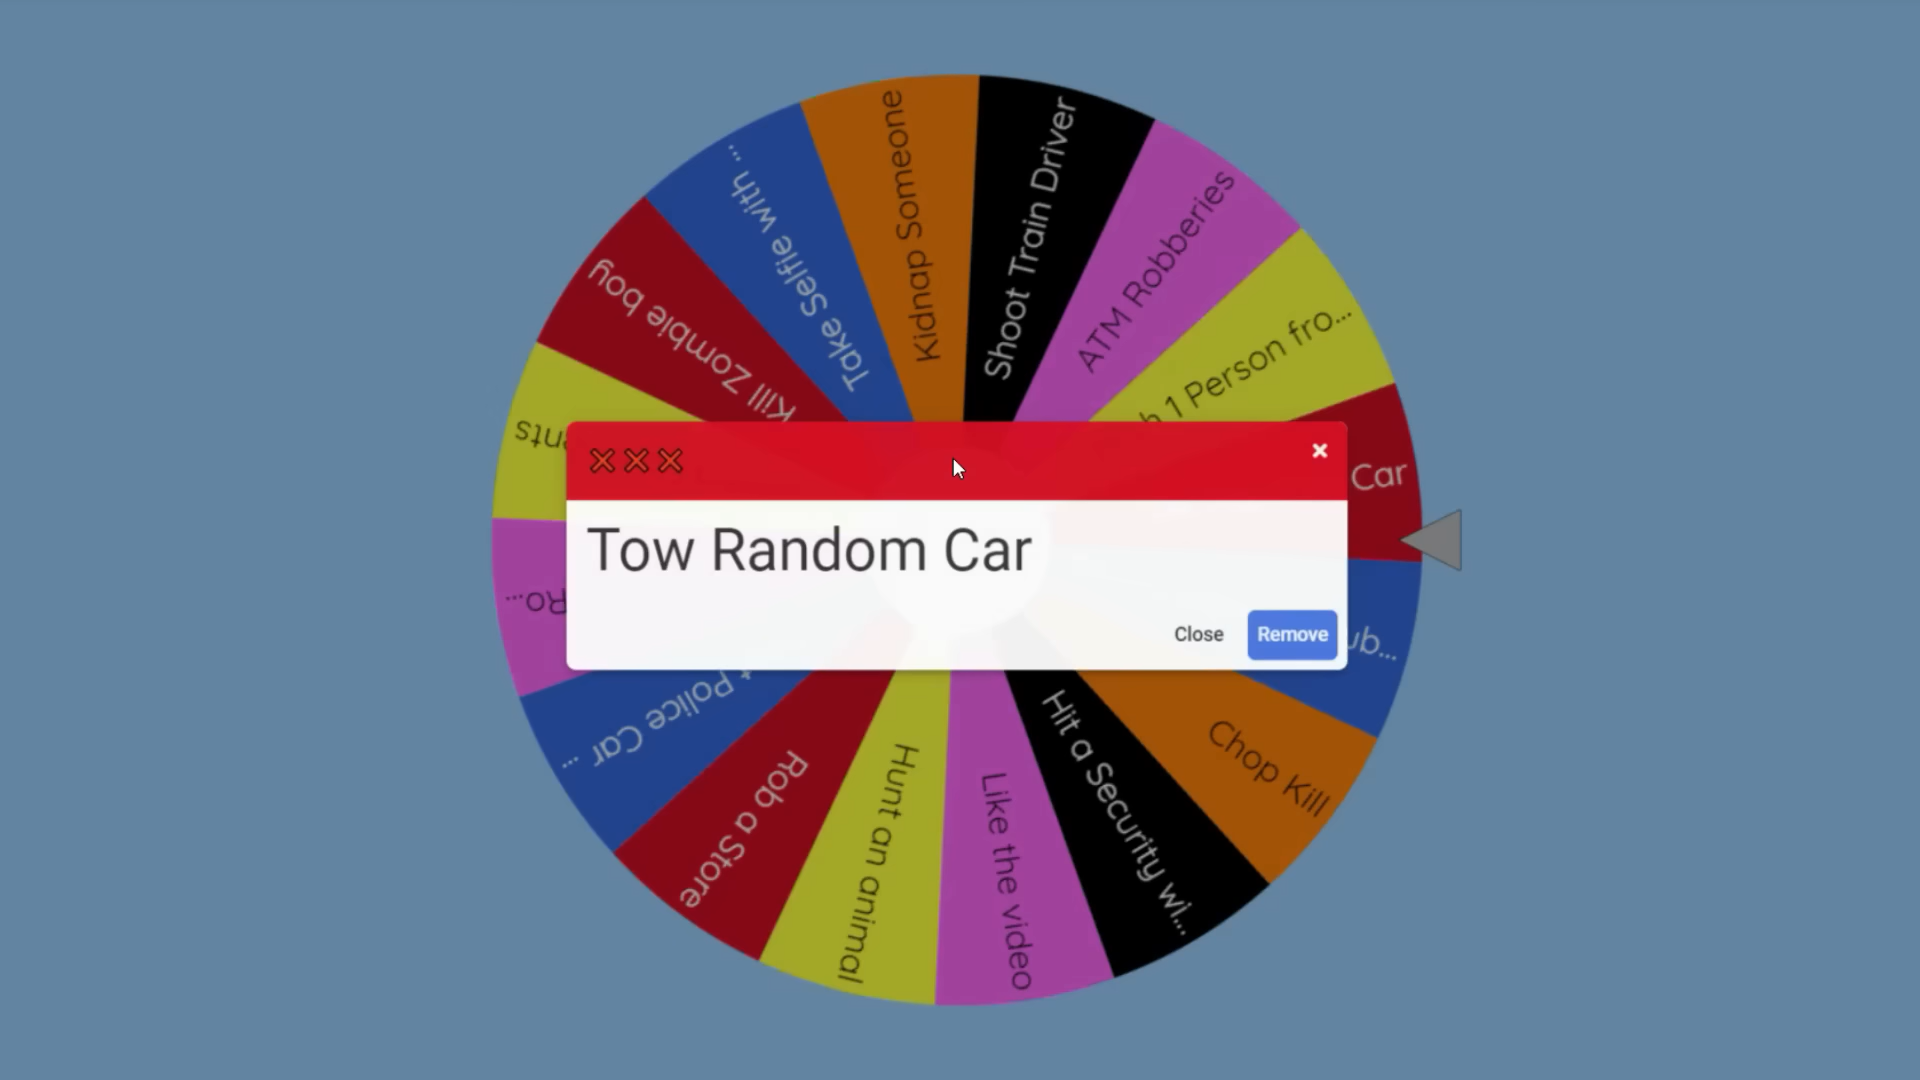 Kidnap Someone
Shoot Train Driver
ATM Robberies
1 Person fro...
Car
Take Selfie with ...
Kill Zombie boy
Tow Random Car
Close
Remove
Chop Kill
Hit a Security wi...
Like the video
Hunt an animal
Rob a Store
Police Car ...